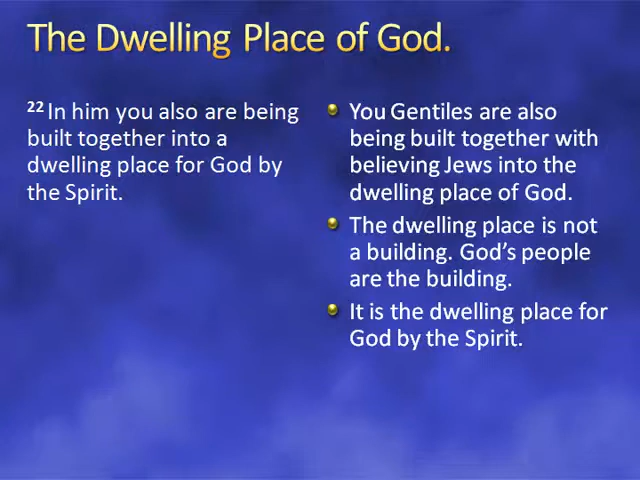 The Dwelling Place of God.
22 In him you also are being
built together into a
dwelling place for God by
the Spirit.
You Gentiles are also
being built together with
believing Jews into the
dwelling place of God.
The dwelling place is not
a building. God’s people
are the building.
It is the dwelling place for
God by the Spirit.